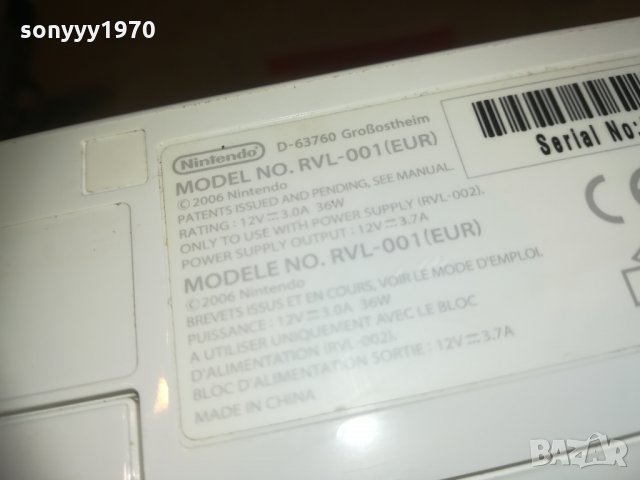 sonyyy1970
Nintendo D-63760 Großostheim
MODEL NO. RVL-001(EUR)
©2006 Nintendo
PATENTS ISSUED AND PENDING, SEE MANUAL
RATING : 12V⎓3.0A 36W
ONLY TO USE WITH POWER SUPPLY (RVL-002).
POWER SUPPLY OUTPUT : 12V⎓3.7A
MODELE NO. RVL-001(EUR)
©2006 Nintendo
BREVETS ISSUS ET EN COURS, VOIR LE MODE D'EMPLOI.
PUISSANCE : 12V⎓3.0A 36W
A UTILISER UNIQUEMENT AVEC LE BLOC
D'ALIMENTATION (RVL-002).
BLOC D'ALIMENTATION SORTIE : 12V⎓3.7A
MADE IN CHINA
Serial No:
CE
BAZAR